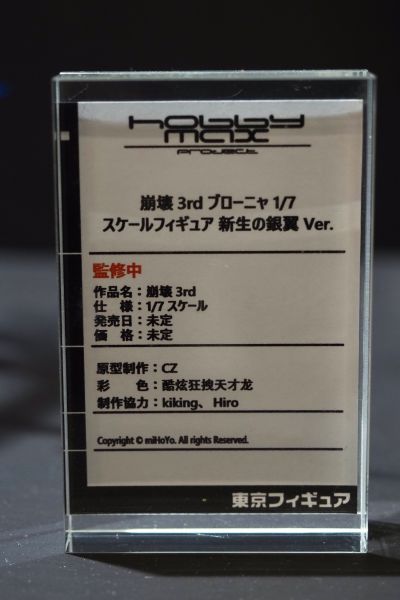 hobby
max
project
崩壊 3rd ブローニャ 1/7
スケールフィギュア 新生の銀翼 Ver.
監修中
作品名：崩壊 3rd
仕　様：1/7 スケール
発売日：未定
価　格：未定
原型制作：CZ
彩　　色：酷炫狂拽天才龙
制作協力：kiking、Hiro
Copyright © miHoYo. All rights Reserved.
東京フィギュア